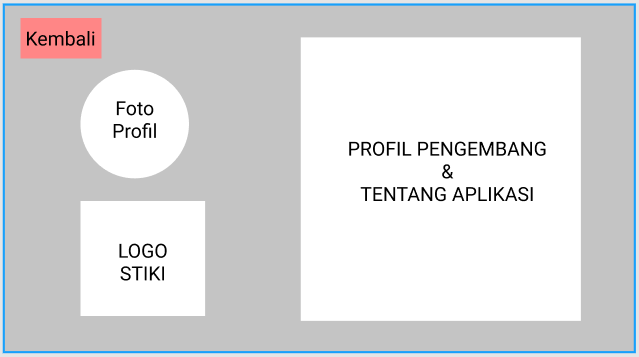 Kembali
Foto
Profil
LOGO
STIKI
PROFIL PENGEMBANG
&
TENTANG APLIKASI